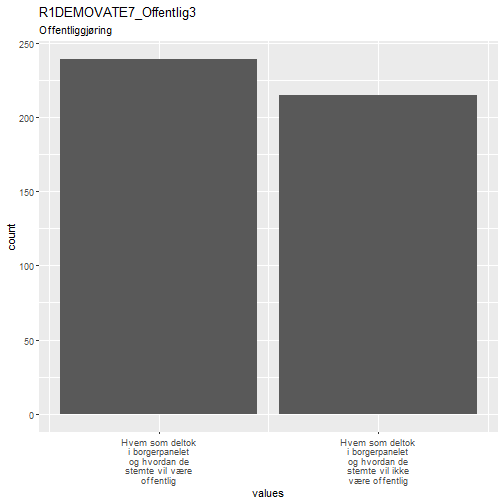 R1DEMOVATE7_Offentlig3
Offentliggjøring
250
200
150
100
50
0
count
Hvem som deltok
i borgerpanelet
og hvordan de
stemte vil være
offentlig
Hvem som deltok
i borgerpanelet
og hvordan de
stemte vil ikke
være offentlig
values